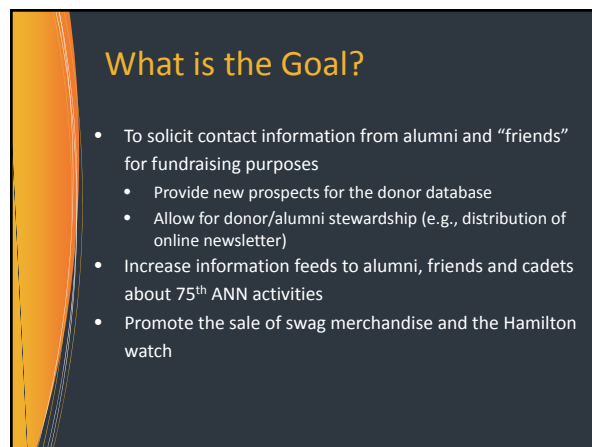 What is the Goal?
• To solicit contact information from alumni and “friends”
for fundraising purposes
• Provide new prospects for the donor database
• Allow for donor/alumni stewardship (e.g., distribution of
online newsletter)
• Increase information feeds to alumni, friends and cadets
about 75th ANN activities
• Promote the sale of swag merchandise and the Hamilton
watch